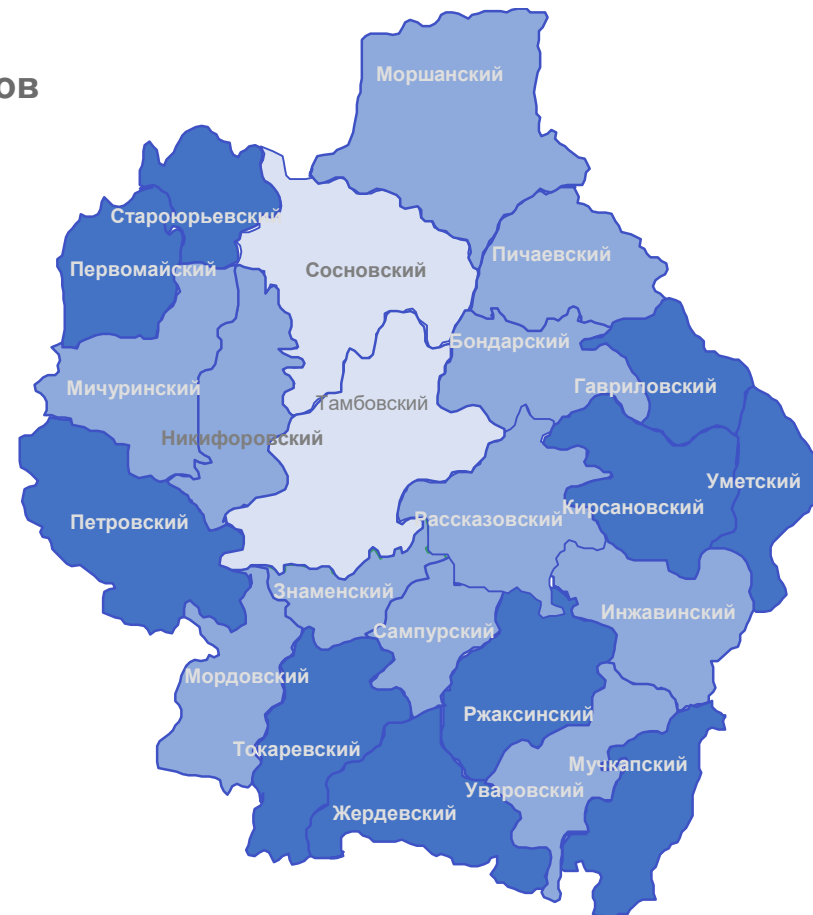 Моршанский
ов
Староюрьевский
Пичаевский
Первомайский
Сосновский
Бондарский
Гавриловский
Мичуринский
Тамбовский
Никифоровский
Уметский
Кирсановский
Рассказовский
Петровский
Знаменский
Инжавинский
Сампурский
Мордовский
Ржаксинский
Токаревский
Мучкапский
Уваровский
Жердевский